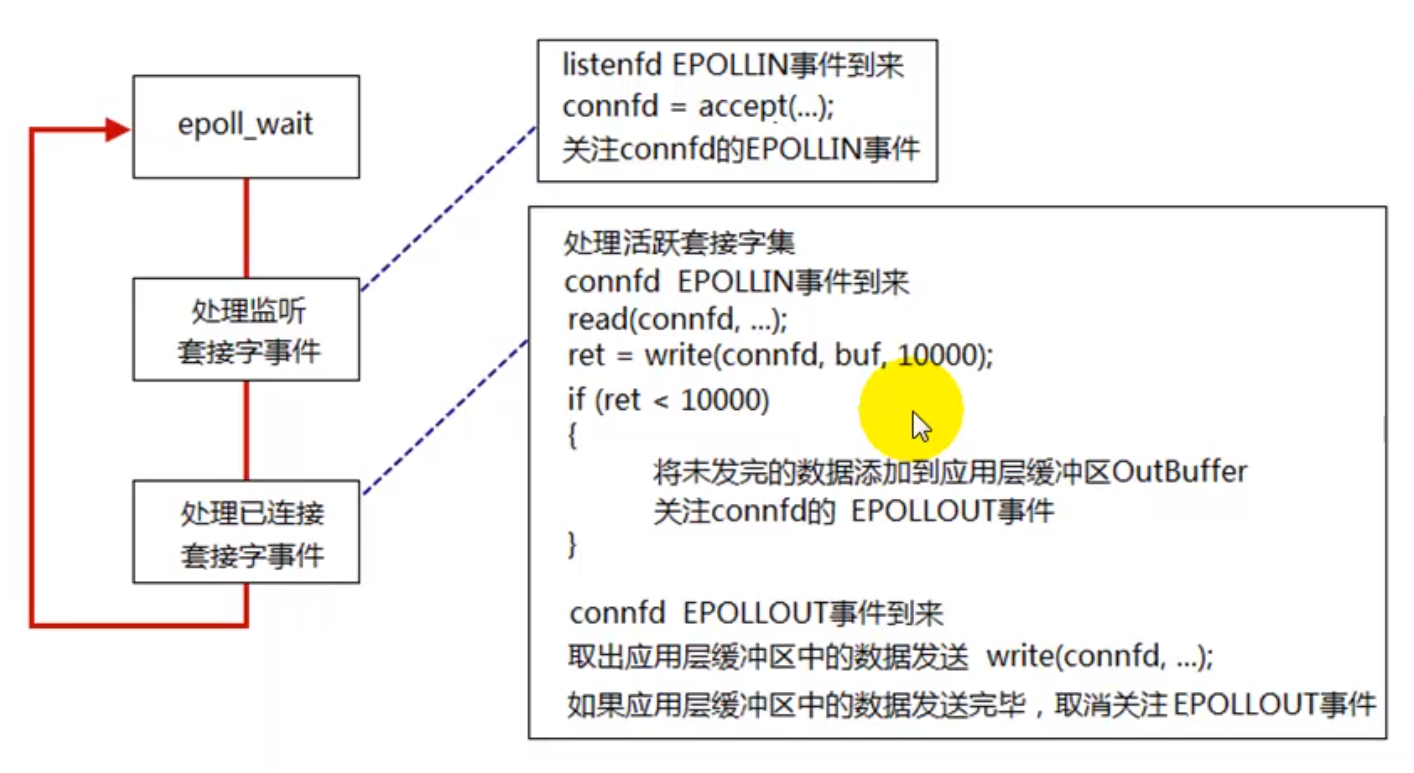 epoll_wait
处理监听
套接字事件
处理已连接
套接字事件
listenfd EPOLLIN事件到来
connfd = accept(...);
关注connfd的EPOLLIN事件
处理活跃套接字集
connfd EPOLLIN事件到来
read(connfd, ...);
ret = write(connfd, buf, 10000);
if (ret < 10000)
{
将未发完的数据添加到应用层缓冲区OutBuffer
关注connfd的 EPOLLOUT事件
}
connfd EPOLLOUT事件到来
取出应用层缓冲区中的数据发送 write(connfd, ...);
如果应用层缓冲区中的数据发送完毕，取消关注EPOLLOUT事件